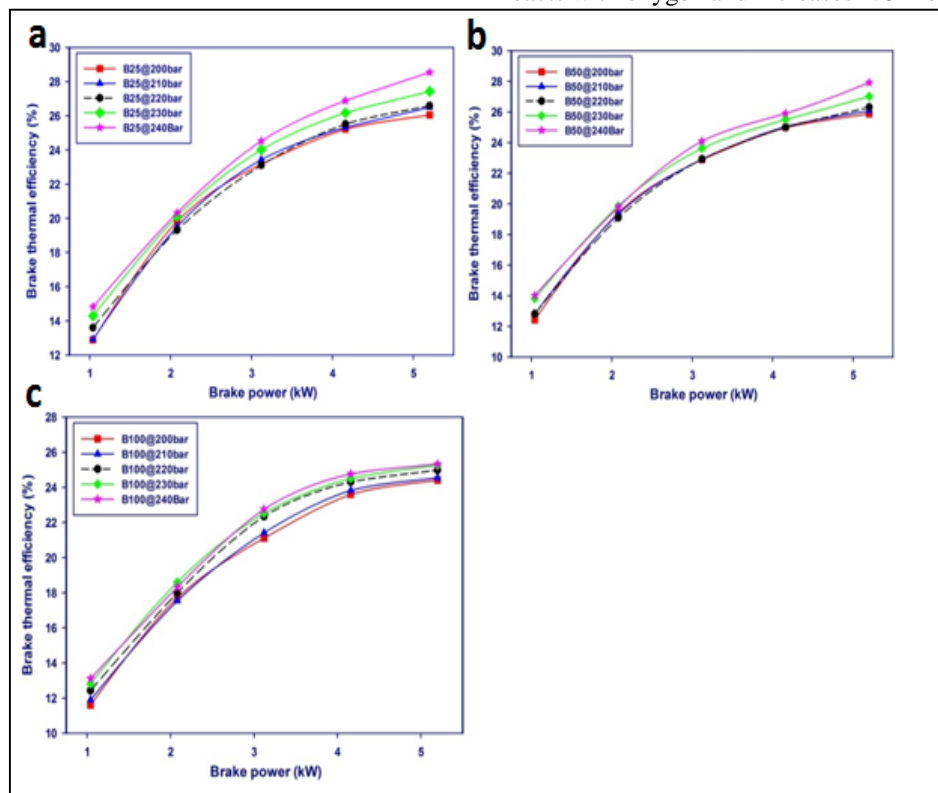 a
30
28
26
24
22
20
18
16
14
12
Brake thermal efficiency (%)
B25@200bar
B25@210bar
B25@220bar
B25@230bar
B25@240Bar
1 2 3 4 5
Brake power (kW)
b
30
28
26
24
22
20
18
16
14
12
10
Brake thermal efficiency (%)
B50@200bar
B50@210bar
B50@220bar
B50@230bar
B50@240Bar
1 2 3 4 5
Brake power (kW)
c
28
26
24
22
20
18
16
14
12
10
Brake thermal efficiency (%)
B100@200bar
B100@210bar
B100@220bar
B100@230bar
B100@240Bar
1 2 3 4 5
Brake power (kW)